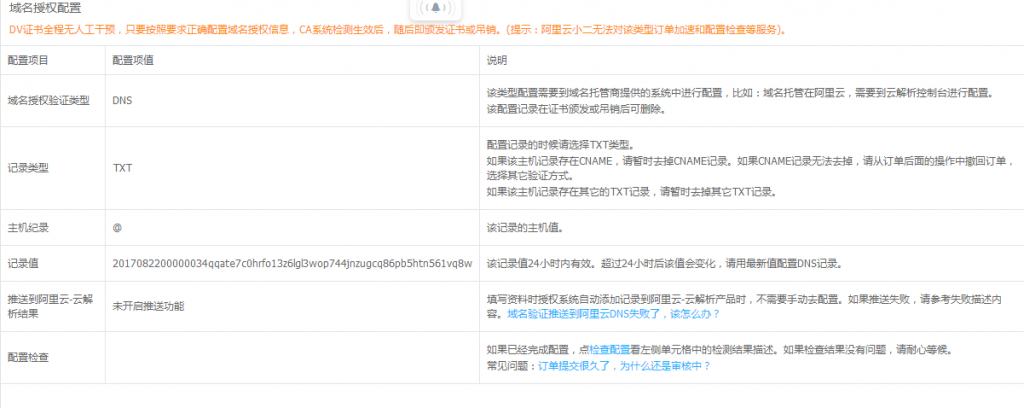 域名授权配置
DV证书全程无人工干预，只要按照要求正确配置域名授权信息，CA系统检测生效后，随后即颁发证书或吊销。(提示：阿里云小二无法对该类型订单加速和配置检查等服务)。
配置项目 配置项值 说明
域名授权验证类型 DNS
该类型配置需要到域名托管商提供的系统中进行配置，比如：域名托管在阿里云，需要到云解析控制台进行配置。
该配置记录在证书颁发或吊销后可删除。
记录类型 TXT
配置记录的时候请选择TXT类型。
如果该主机记录存在CNAME，请暂时去掉CNAME记录。如果CNAME记录无法去掉，请从订单后面的操作中撤回订单，
选择其它验证方式。
如果该主机记录存在其它的TXT记录，请暂时去掉其它TXT记录。
主机纪录 @ 该记录的主机值。
记录值 2017082200000034qqate7c0hrfo13z6lgl3wop744jnzugcq86pb5htn561vq8w 该记录值24小时内有效。超过24小时后该值会变化，请用最新值配置DNS记录。
推送到阿里云-云解
析结果
未开启推送功能
填写资料时授权系统自动添加记录到阿里云-云解析产品时，不需要手动去配置。如果推送失败，请参考失败描述内
容。域名验证推送到阿里云DNS失败了，该怎么办？
配置检查
如果已经完成配置，点检查配置看左侧单元格中的检测结果描述。如果检查结果没有问题，请耐心等候。
常见问题：订单提交很久了，为什么还是审核中？